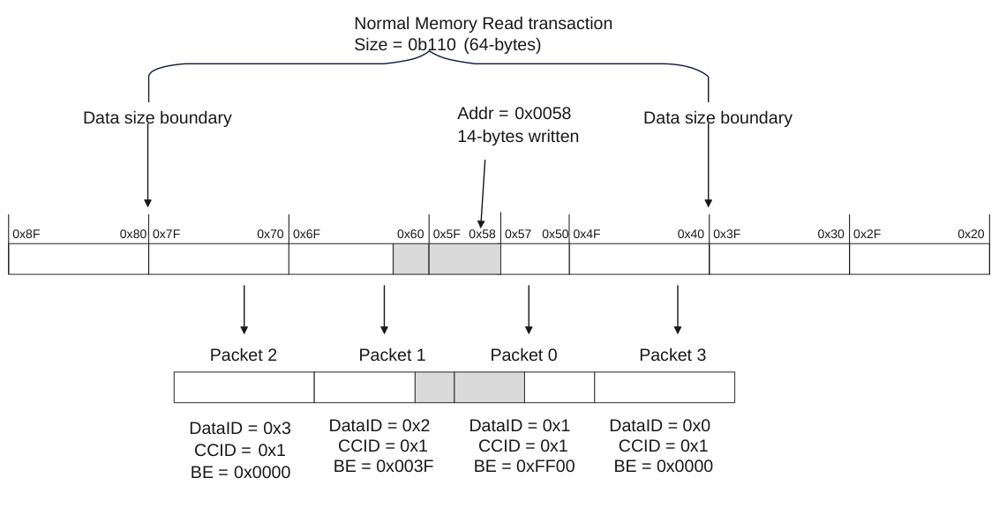 Normal Memory Read transaction
Size = 0b110 (64-bytes)
Data size boundary
Addr = 0x0058
14-bytes written
Data size boundary
0x8F 0x80 0x7F 0x70 0x6F 0x60 0x5F 0x58 0x57 0x50 0x4F 0x40 0x3F 0x30 0x2F 0x20
Packet 2 Packet 1 Packet 0 Packet 3
DataID = 0x3 DataID = 0x2 DataID = 0x1 DataID = 0x0
CCID = 0x1 CCID = 0x1 CCID = 0x1 CCID = 0x1
BE = 0x0000 BE = 0x003F BE = 0xFF00 BE = 0x0000